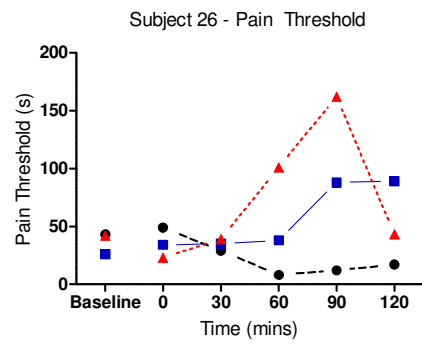 Subject 26 - Pain Threshold
Pain Threshold (s)
200
150
100
50
0
Baseline 0 30 60 90 120
Time (mins)